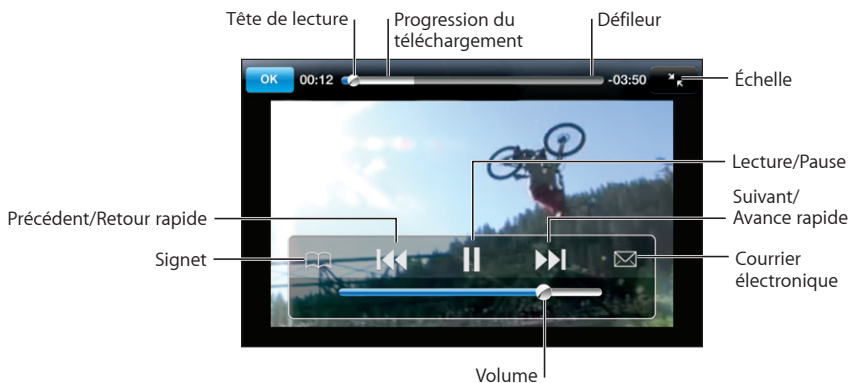 Tête de lecture
Progression du
téléchargement
Défileur
OK
00:12
-03:50
Échelle
Lecture/Pause
Suivant/
Avance rapide
Précédent/Retour rapide
Signet
Courrier
électronique
Volume